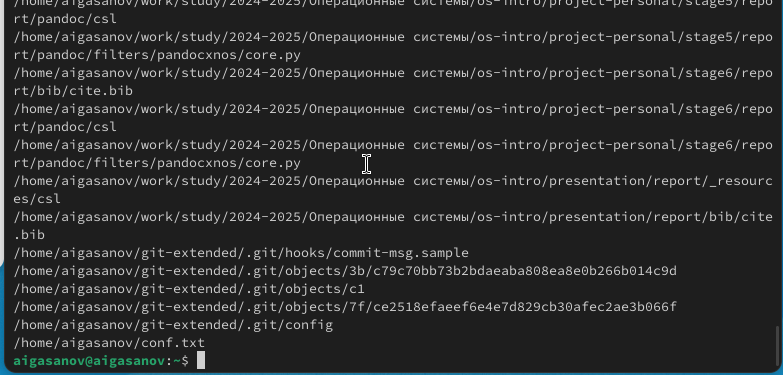 /home/aigasanov/work/study/2024-2025/Операционные системы/os-intro/project-personal/stage5/repo
rt/pandoc/csl
/home/aigasanov/work/study/2024-2025/Операционные системы/os-intro/project-personal/stage5/repo
rt/pandoc/filters/pandocxnos/core.py
/home/aigasanov/work/study/2024-2025/Операционные системы/os-intro/project-personal/stage6/repo
rt/bib/cite.bib
/home/aigasanov/work/study/2024-2025/Операционные системы/os-intro/project-personal/stage6/repo
rt/pandoc/csl
/home/aigasanov/work/study/2024-2025/Операционные системы/os-intro/project-personal/stage6/repo
rt/pandoc/filters/pandocxnos/core.py
/home/aigasanov/work/study/2024-2025/Операционные системы/os-intro/presentation/report/_resourc
es/csl
/home/aigasanov/work/study/2024-2025/Операционные системы/os-intro/presentation/report/bib/cite
.bib
/home/aigasanov/git-extended/.git/hooks/commit-msg.sample
/home/aigasanov/git-extended/.git/objects/3b/c79c70bb73b2bdaeaba808ea8e0b266b014c9d
/home/aigasanov/git-extended/.git/objects/c1
/home/aigasanov/git-extended/.git/objects/7f/ce2518efaeef6e4e7d829cb30afec2ae3b066f
/home/aigasanov/git-extended/.git/config
/home/aigasanov/conf.txt
aigasanov@aigasanov:~$